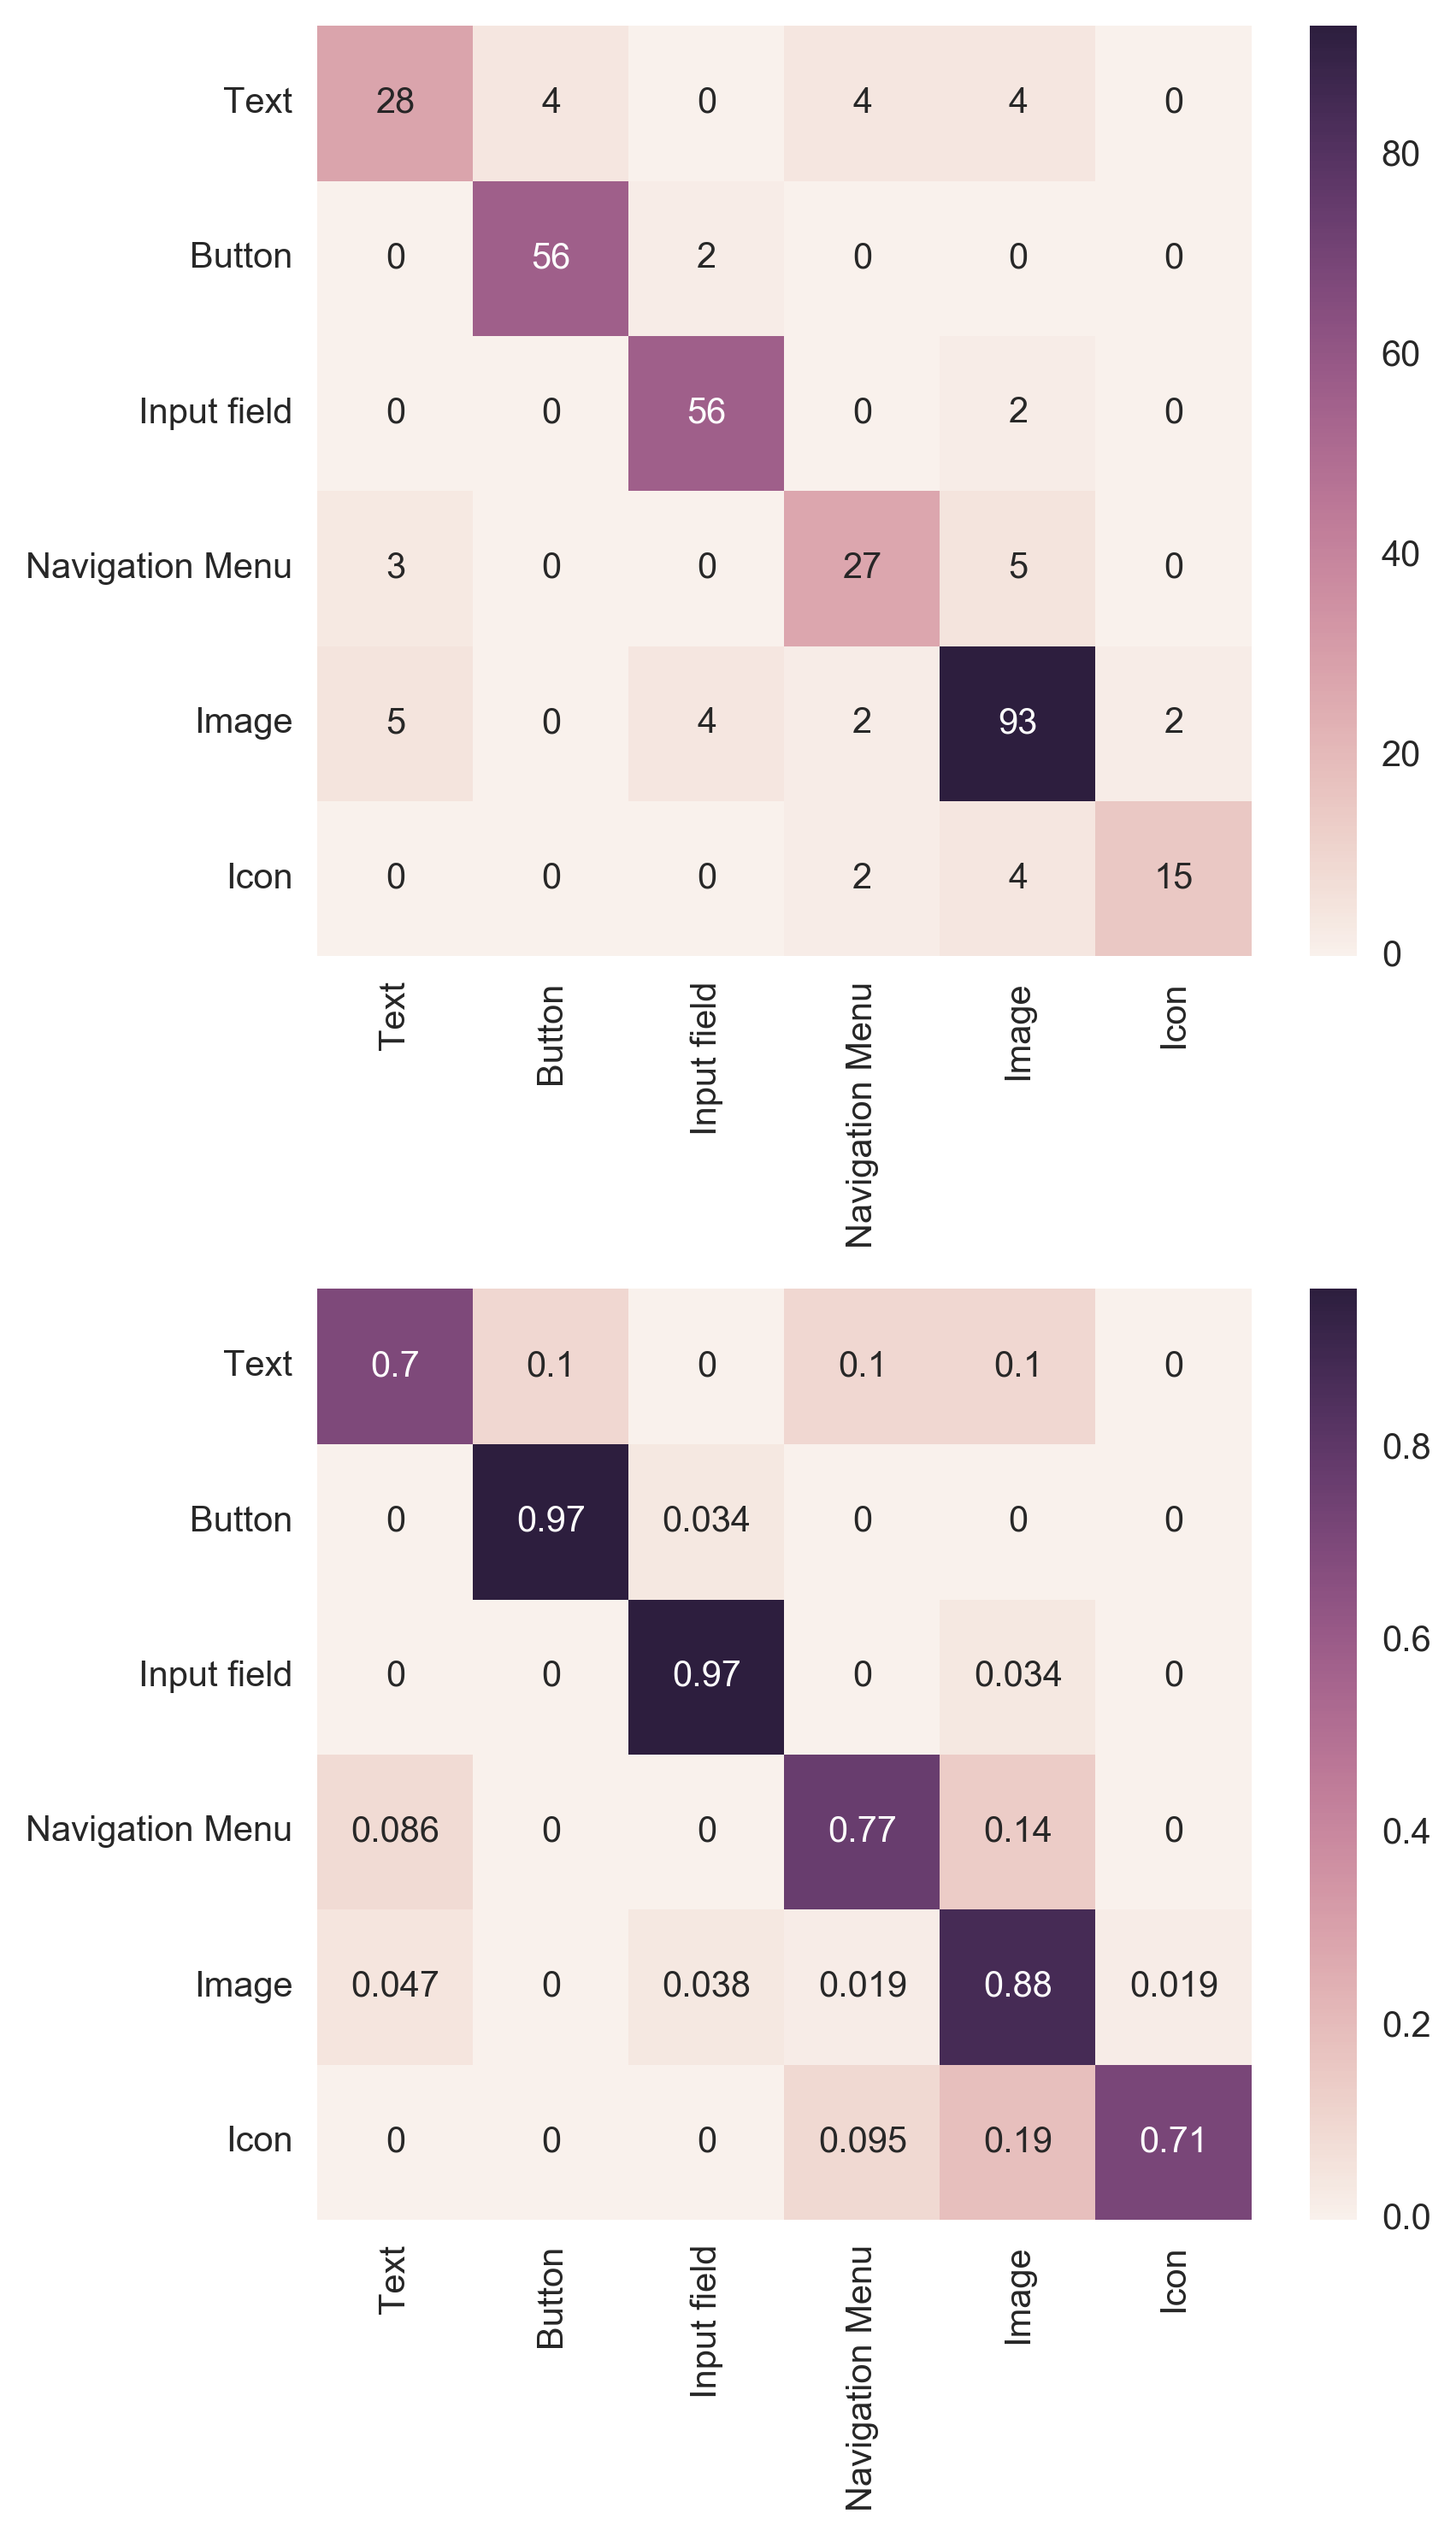 Text 28 4 0 4 4 0
80
Button 0 56 2 0 0 0
60
Input field 0 0 56 0 2 0
Navigation Menu 3 0 0 27 5 0
40
Image 5 0 4 2 93 2
20
Icon 0 0 0 2 4 15
0
Text
Button
Input field
Navigation Menu
Image
Icon
Text 0.7 0.1 0 0.1 0.1 0
0.8
Button 0 0.97 0.034 0 0 0
0.6
Input field 0 0 0.97 0 0.034 0
Navigation Menu 0.086 0 0 0.77 0.14 0
0.4
Image 0.047 0 0.038 0.019 0.88 0.019
0.2
Icon 0 0 0 0.095 0.19 0.71
0.0
Text
Button
Input field
Navigation Menu
Image
Icon